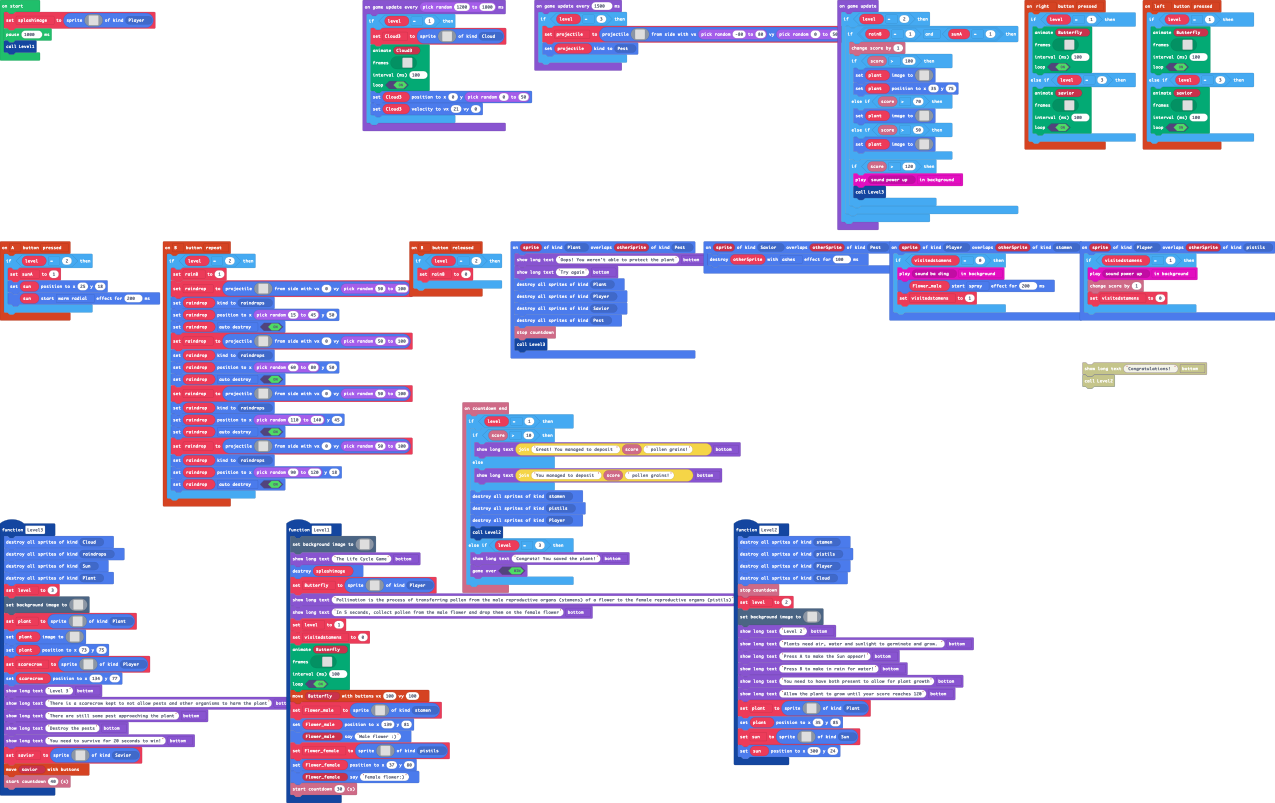 on start
set splashimage to sprite of kind Player
pause 1000 ms
call Level1
on game update every pick random 1200 to 1800 ms
if level = 1 then
set Cloud3 to sprite of kind Cloud
animate Cloud3
frames
interval (ms) 100
loop
set Cloud3 position to x 0 y pick random 0 to 50
set Cloud3 velocity to vx 21 vy 0
on game update every 1500 ms
if level = 3 then
set projectile to projectile from side with vx pick random to 80 vy pick random 0 to 50
set projectile kind to Pest
on game update
if level = 2 then
if rainB = 1 and sunA = 1 then
change score by 1
if score = 100 then
set plant image to
set plant position to x 35 y 75
else if score = 70 then
set plant image to
else if score = 50 then
set plant image to
if score = 120 then
play sound power up in background
call Level3
on right button pressed
if level = 1 then
animate Butterfly
frames
interval (ms) 100
loop
else if level = 3 then
animate savior
frames
interval (ms) 100
loop
on left button pressed
if level = 1 then
animate Butterfly
frames
interval (ms) 100
loop
else if level = 3 then
animate savior
frames
interval (ms) 100
loop
on A button pressed
if level = 2 then
set sunA to 1
set sun position to x 25 y 18
sun start warm radial effect for 200 ms
on B button repeat
if level = 2 then
set rainB to 1
set raindrop to projectile from side with vx 0 vy pick random 50 to 100
set raindrop kind to raindrops
set raindrop position to x pick random 15 to 45 y 50
set raindrop auto destroy
set raindrop to projectile from side with vx 0 vy pick random 50 to 100
set raindrop kind to raindrops
set raindrop position to x pick random 60 to 80 y 50
set raindrop auto destroy
set raindrop to projectile from side with vx 0 vy pick random 50 to 100
set raindrop kind to raindrops
set raindrop position to x pick random 110 to 140 y 45
set raindrop auto destroy
set raindrop to projectile from side with vx 0 vy pick random 50 to 100
set raindrop kind to raindrops
set raindrop position to x pick random 90 to 120 y 18
set raindrop auto destroy
on B button released
if level = 2 then
set rainB to 0
on sprite of kind Plant overlaps otherSprite of kind Pest
show long text Oops! You weren't able to protect the plant bottom
show long text Try again bottom
destroy all sprites of kind Plant
destroy all sprites of kind Player
destroy all sprites of kind Savior
destroy all sprites of kind Pest
stop countdown
call Level3
on sprite of kind Savior overlaps otherSprite of kind Pest
destroy otherSprite with ashes effect for 100 ms
on sprite of kind Player overlaps otherSprite of kind stamen
if visitedstamens = 0 then
play sound ba ding in background
Flower_male start spray effect for 200 ms
set visitedstamens to 1
on sprite of kind Player overlaps otherSprite of kind pistils
if visitedstamens = 1 then
play sound power up in background
change score by 1
set visitedstamens to 0
show long text Congratulations! bottom
call Level2
on countdown end
if level = 1 then
if score > 10 then
show long text join Great! You managed to deposit score pollen grains! bottom
else
show long text join You managed to deposit score pollen grains! bottom
destroy all sprites of kind stamen
destroy all sprites of kind pistils
destroy all sprites of kind Player
call Level2
else if level = 3 then
show long text Congrats! You saved the plant! bottom
game over
function Level3
destroy all sprites of kind Cloud
destroy all sprites of kind raindrops
destroy all sprites of kind Sun
destroy all sprites of kind Plant
set level to 3
set background image to
set plant to sprite of kind Plant
set plant image to
set plant position to x 75 y 75
set scarecrow to sprite of kind Player
set scarecrow position to x 136 y 77
show long text Level 3 bottom
show long text There is a scarecrow kept to not allow pests and other organisms to harm the plant bott
show long text There are still some pest approaching the plant bottom
show long text Destroy the pests bottom
show long text You need to survive for 20 seconds to win! bottom
set savior to sprite of kind Savior
move savior with buttons
start countdown (s)
function Level1
set background image to
show long text The Life Cycle Game bottom
destroy splashimage
set Butterfly to sprite of kind Player
show long text Pollination is the process of transferring pollen from the male reproductive organs (stamens) of a flower to the female reproductive organs (pistils)
show long text In 5 seconds, collect pollen from the male flower and drop them on the female flower bottom
set level to 1
set visitedstamens to 0
animate Butterfly
frames
interval (ms) 100
loop
move Butterfly with buttons vx 100 vy 100
set flower_male to sprite of kind stamen
set flower_male position to x 139 y 81
flower_male say Male flower :)
set flower_female to sprite of kind pistils
set flower_female position to x 37 y 80
flower_female say Female flower:)
start countdown 30 (s)
function Level2
destroy all sprites of kind stamen
destroy all sprites of kind pistils
destroy all sprites of kind Player
destroy all sprites of kind Cloud
stop countdown
set level to 2
set background image to
show long text Level 2 bottom
show long text Plants need air, water and sunlight to germinate and grow. bottom
show long text Press A to make the Sun appear! bottom
show long text Press B to make it rain for water! bottom
show long text You need to have both present to allow for plant growth bottom
show long text Allow the plant to grow until your score reaches 120 bottom
set plant to sprite of kind Plant
set plant position to x 35 y 85
set sun to sprite of kind Sun
set sun position to x 300 y 24